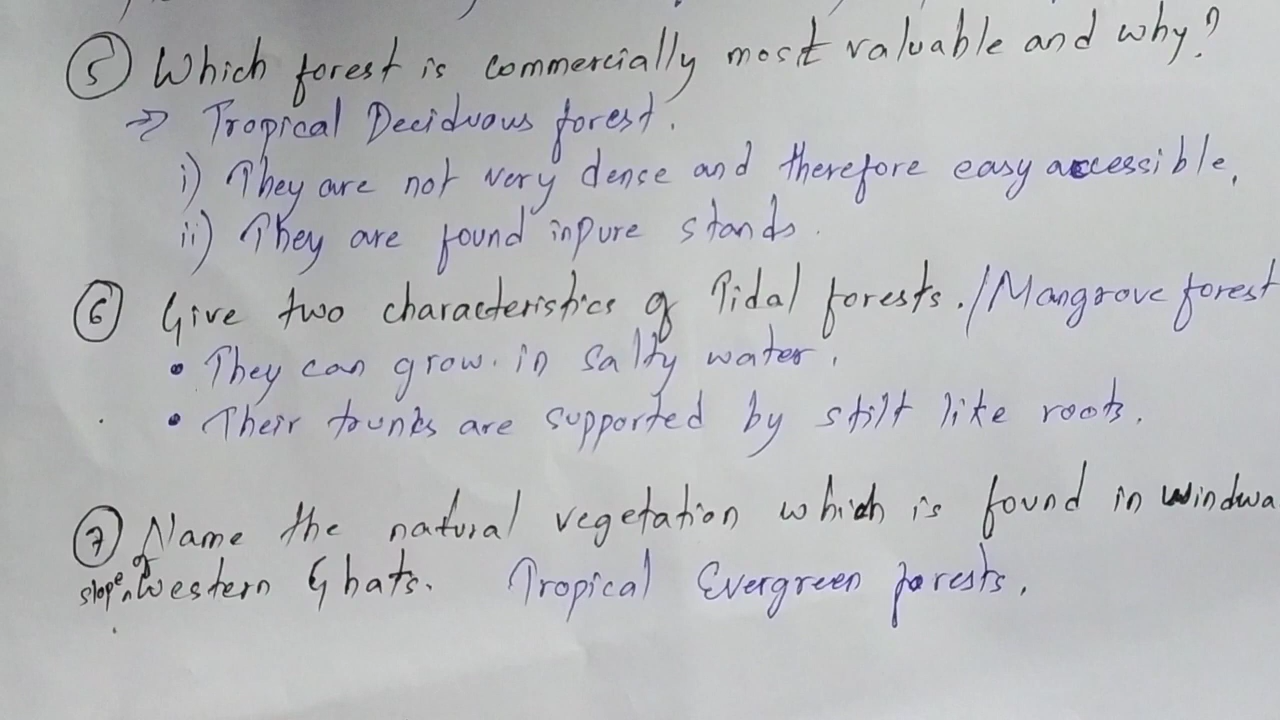 5 Which forest is commercially most valuable and why?
⇒ Tropical Deciduous forest.
i) They are not very dense and therefore easy accessible.
ii) They are found in pure stands.
6 Give two characteristics of Tidal forests./Mangrove forest
• They can grow in salty water.
• Their trunks are supported by stilt like roots.
7 Name the natural vegetation which is found in windwa
slope of Western Ghats. Tropical Evergreen forests.